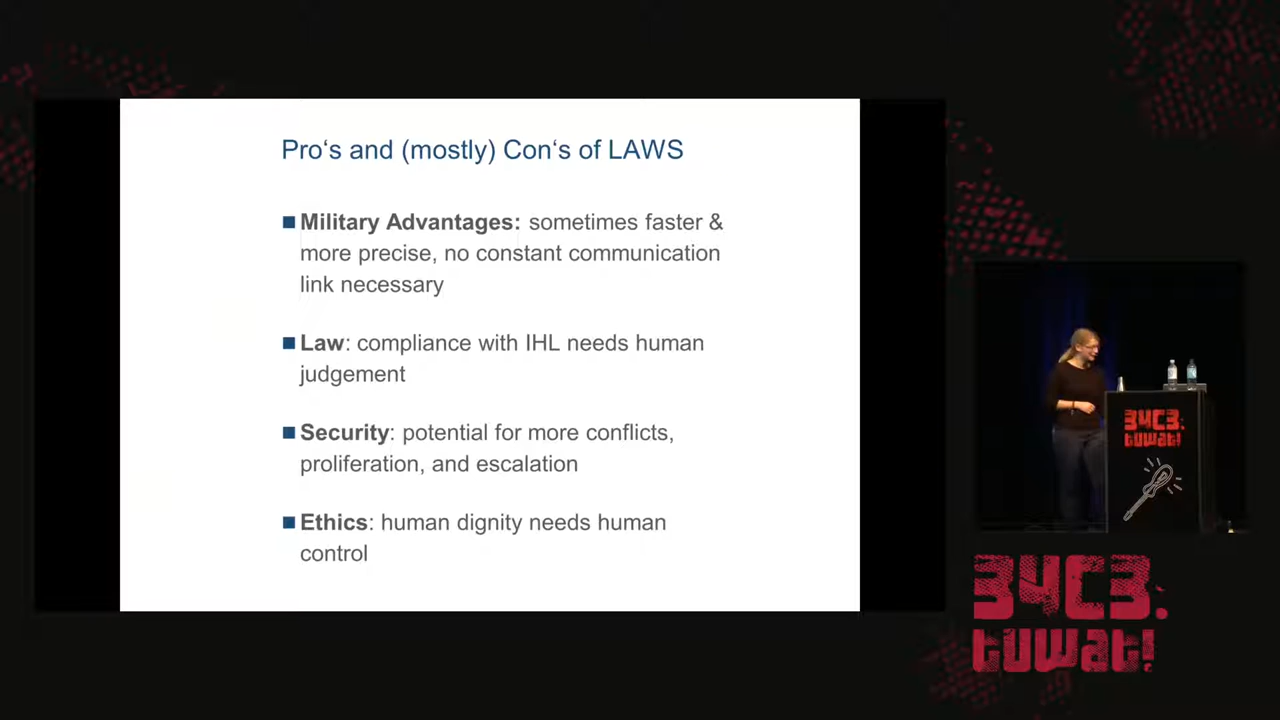 Pro‘s and (mostly) Con‘s of LAWS
Military Advantages: sometimes faster &
more precise, no constant communication
link necessary
Law: compliance with IHL needs human
judgement
Security: potential for more conflicts,
proliferation, and escalation
Ethics: human dignity needs human
control
34C3.
tuwat!
34C3.
tuwat!